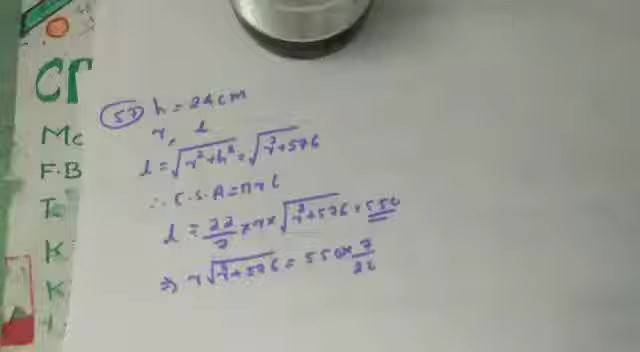 57 h = 24cm
r, l
l = √r²+h² = √r²+576
∴ C.S.A = πrl
l = 22/7 × r × √r²+576 = 550
⇒ r√r²+576 = 550 × 7/22
Cr
Mc
F.B
Te
K
K